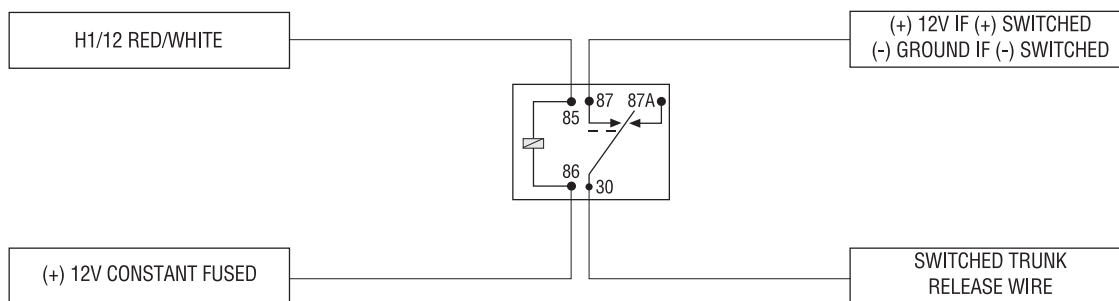 H1/12 RED/WHITE
(+) 12V IF (+) SWITCHED
(-) GROUND IF (-) SWITCHED
87 87A
85
86
30
(+) 12V CONSTANT FUSED
SWITCHED TRUNK
RELEASE WIRE